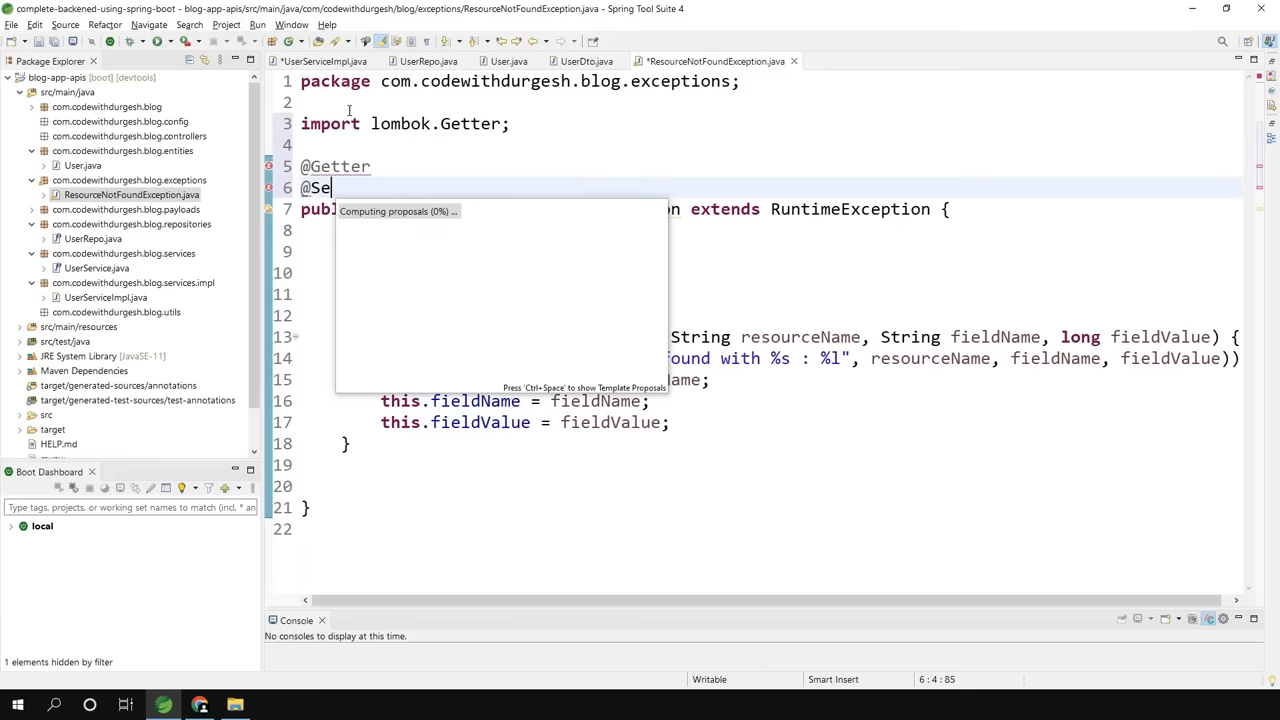 complete-backened-using-spring-boot - blog-app-apis/src/main/java/com/codewithdurgesh/blog/exceptions/ResourceNotFoundException.java - Spring Tool Suite 4
File Edit Source Refactor Navigate Search Project Run Window Help
Package Explorer
*UserServiceImpl.java UserRepo.java User.java UserDto.java *ResourceNotFoundException.java
blog-app-apis [boot] [devtools]
src/main/java
com.codewithdurgesh.blog
com.codewithdurgesh.blog.config
com.codewithdurgesh.blog.controllers
com.codewithdurgesh.blog.entities
User.java
com.codewithdurgesh.blog.exceptions
ResourceNotFoundException.java
com.codewithdurgesh.blog.payloads
com.codewithdurgesh.blog.repositories
UserRepo.java
com.codewithdurgesh.blog.services
UserService.java
com.codewithdurgesh.blog.services.impl
UserServiceImpl.java
com.codewithdurgesh.blog.utils
src/main/resources
src/test/java
JRE System Library [JavaSE-11]
Maven Dependencies
target/generated-sources/annotations
target/generated-test-sources/test-annotations
src
target
HELP.md
1 package com.codewithdurgesh.blog.exceptions;
2
3 import lombok.Getter;
4
5 @Getter
6 @Se
7 publ on extends RuntimeException {
8
9
10
11
12
13 String resourceName, String fieldName, long fieldValue) {
14 ound with %s : %l", resourceName, fieldName, fieldValue))
15 ame;
16 this.fieldName = fieldName;
17 this.fieldValue = fieldValue;
18 }
19
20
21 }
22
Computing proposals (0%) ...
Press 'Ctrl+Space' to show Template Proposals
Boot Dashboard
Type tags, projects, or working set names to match (incl. * an
local
1 elements hidden by filter
Console
No consoles to display at this time.
Writable Smart Insert 6 : 4 : 85